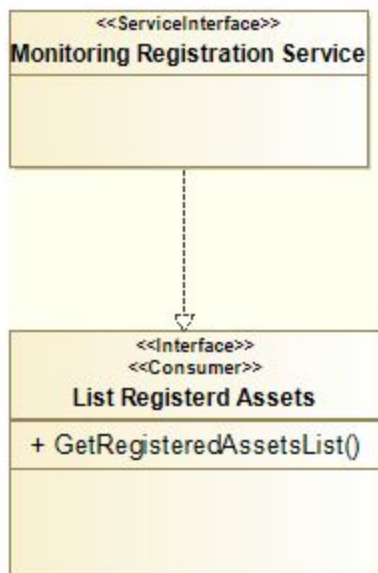 <<ServiceInterface>>
Monitoring Registration Service
<<Interface>>
<<Consumer>>
List Registerd Assets
+ GetRegisteredAssetsList()